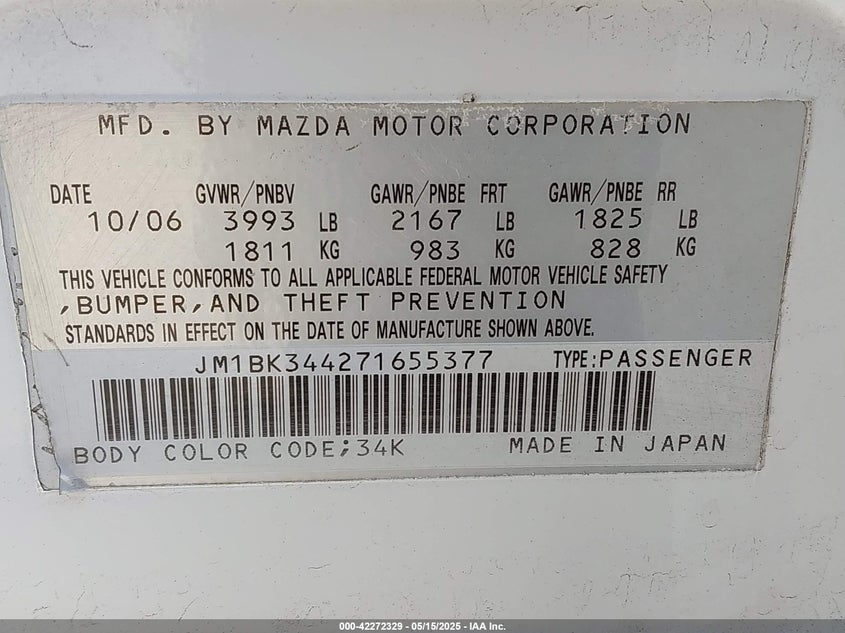 MFD. BY MAZDA MOTOR CORPORATION
DATE GVWR/PNBV GAWR/PNBE FRT GAWR/PNBE RR
10/06 3993 LB 2167 LB 1825 LB
1811 KG 983 KG 828 KG
THIS VEHICLE CONFORMS TO ALL APPLICABLE FEDERAL MOTOR VEHICLE SAFETY
,BUMPER,AND THEFT PREVENTION
STANDARDS IN EFFECT ON THE DATE OF MANUFACTURE SHOWN ABOVE.
JM1BK344271655377 TYPE:PASSENGER
BODY COLOR CODE;34K MADE IN JAPAN
000-42272329 - 05/15/2025 - IAA Inc.